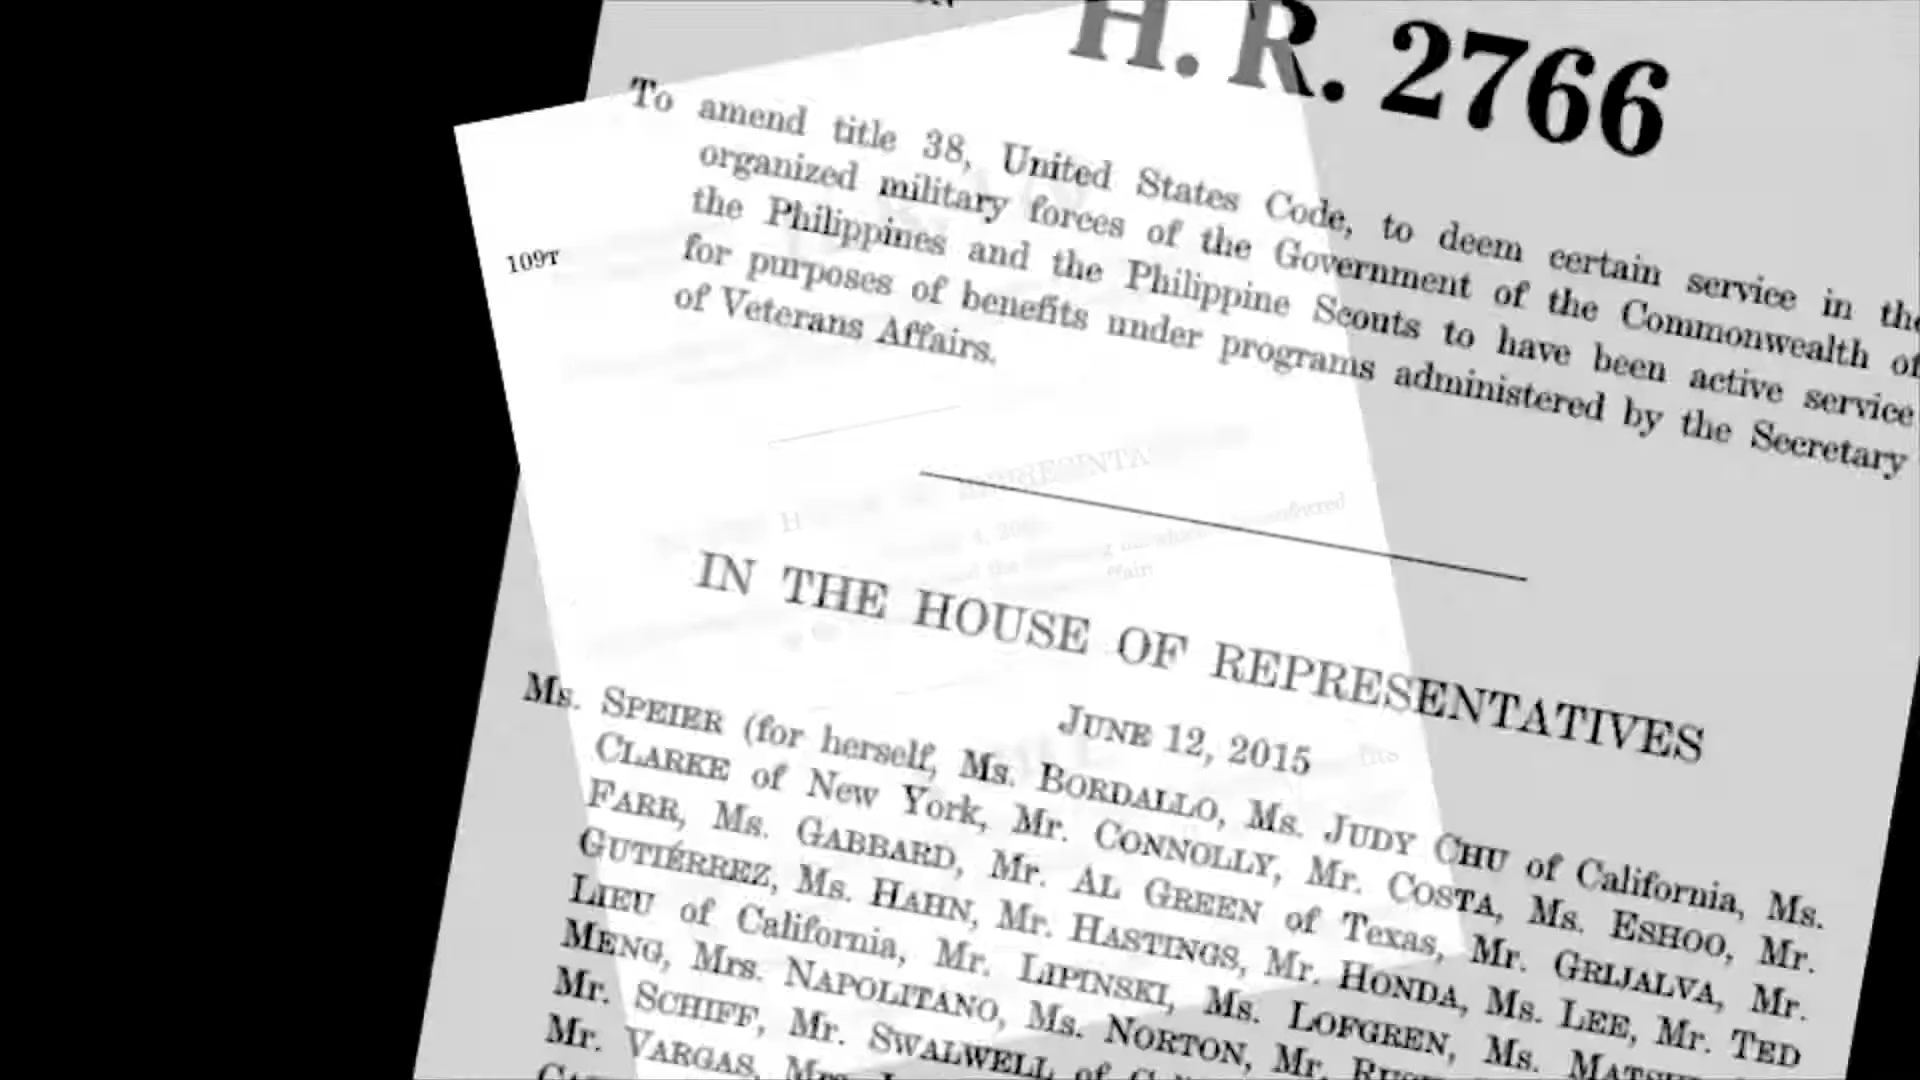 H. R. 2766
To amend title 38, United States Code, to deem certain service in the
organized military forces of the Government of the Commonwealth of
the Philippines and the Philippine Scouts to have been active service
for purposes of benefits under programs administered by the Secretary
of Veterans Affairs.
109T
IN THE HOUSE OF REPRESENTATIVES
JUNE 12, 2015
Ms. SPEIER (for herself, Ms. BORDALLO, Ms. JUDY CHU of California, Ms.
CLARKE of New York, Mr. CONNOLLY, Mr. COSTA, Ms. ESHOO, Mr.
FARR, Ms. GABBARD, Mr. AL GREEN of Texas, Mr. GRIJALVA, Mr.
GUTIÉRREZ, Ms. HAHN, Mr. HASTINGS, Mr. HONDA, Ms. LEE, Mr. TED
LIEU of California, Mr. LIPINSKI, Ms. LOFGREN, Ms.
MENG, Mrs. NAPOLITANO, Ms. NORTON, Mr.
Mr. SCHIFF, Mr. SWALWELL of
Mr. VARGAS,